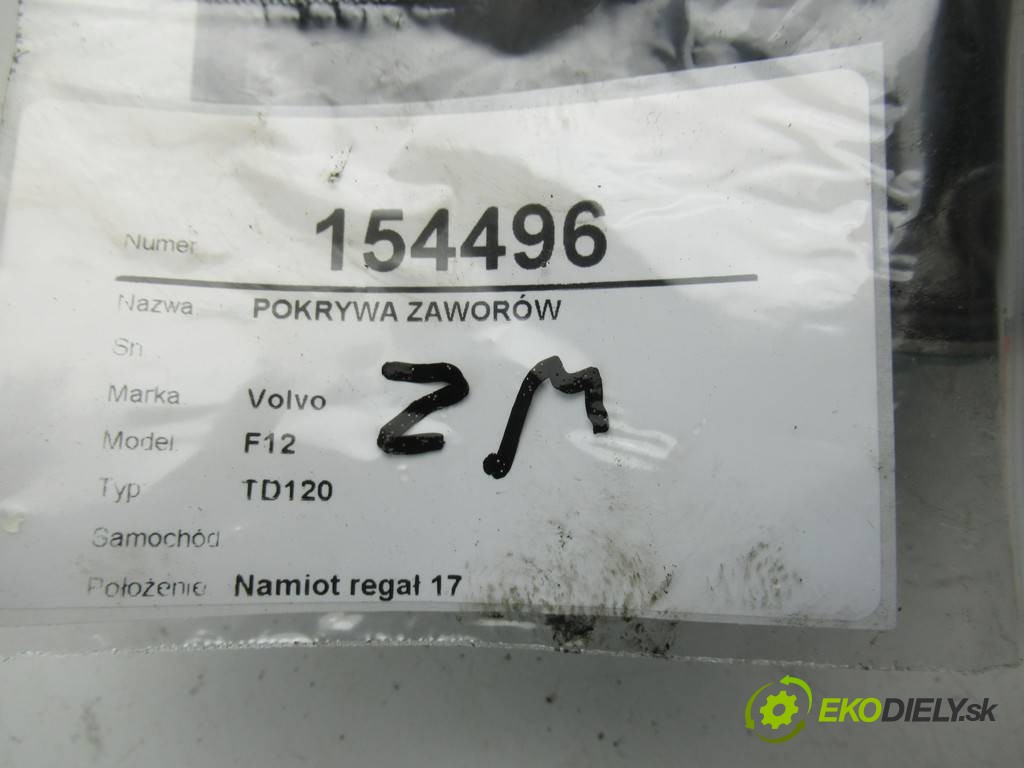 Numer 154496
Nazwa POKRYWA ZAWORÓW
Sn
Marka Volvo
Model F12
Typ TD120
ZM
Samochód
Położenie Namiot regał 17
EKODIELY.sk